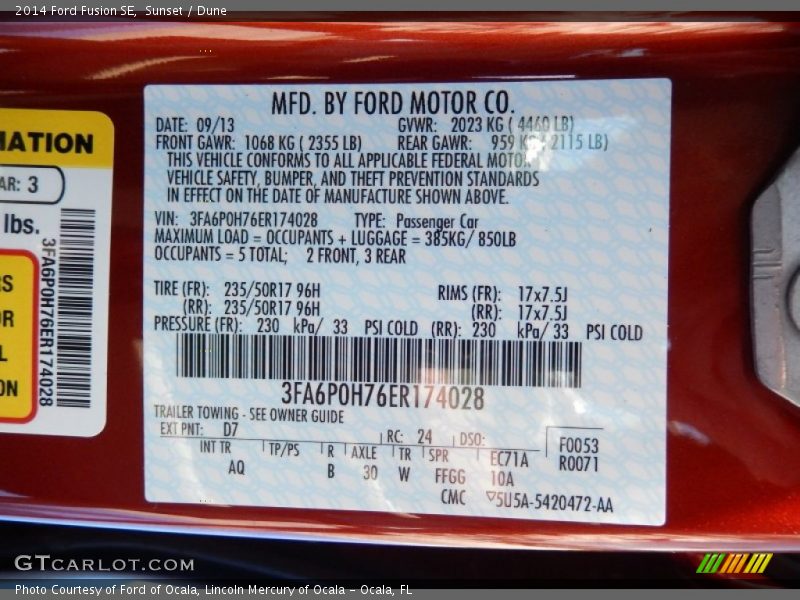 2014 Ford Fusion SE, Sunset / Dune
MFD. BY FORD MOTOR CO.
DATE: 09/13 GVWR: 2023 KG ( 4460 LB)
FRONT GAWR: 1068 KG ( 2355 LB) REAR GAWR: 959 KG ( 2115 LB)
THIS VEHICLE CONFORMS TO ALL APPLICABLE FEDERAL MOTOR
VEHICLE SAFETY, BUMPER, AND THEFT PREVENTION STANDARDS
IN EFFECT ON THE DATE OF MANUFACTURE SHOWN ABOVE.
VIN: 3FA6P0H76ER174028 TYPE: Passenger Car
MAXIMUM LOAD = OCCUPANTS + LUGGAGE = 385KG/ 850LB
OCCUPANTS = 5 TOTAL; 2 FRONT, 3 REAR
TIRE (FR): 235/50R17 96H RIMS (FR): 17x7.5J
(RR): 235/50R17 96H (RR): 17x7.5J
PRESSURE (FR): 230 kPa/ 33 PSI COLD (RR): 230 kPa/ 33 PSI COLD
3FA6P0H76ER174028
TRAILER TOWING - SEE OWNER GUIDE
EXT PNT: D7 RC: 24 DSO: F0053
INT TR TP/PS R AXLE TR SPR EC71A R0071
AQ B 30 W FFGG 10A
CMC 5U5A-5420472-AA
MATION
AR: 3
lbs.
3FA6P0H76ER174028
RS
OR
L
ON
GTCARLOT.COM
Photo Courtesy of Ford of Ocala, Lincoln Mercury of Ocala - Ocala, FL